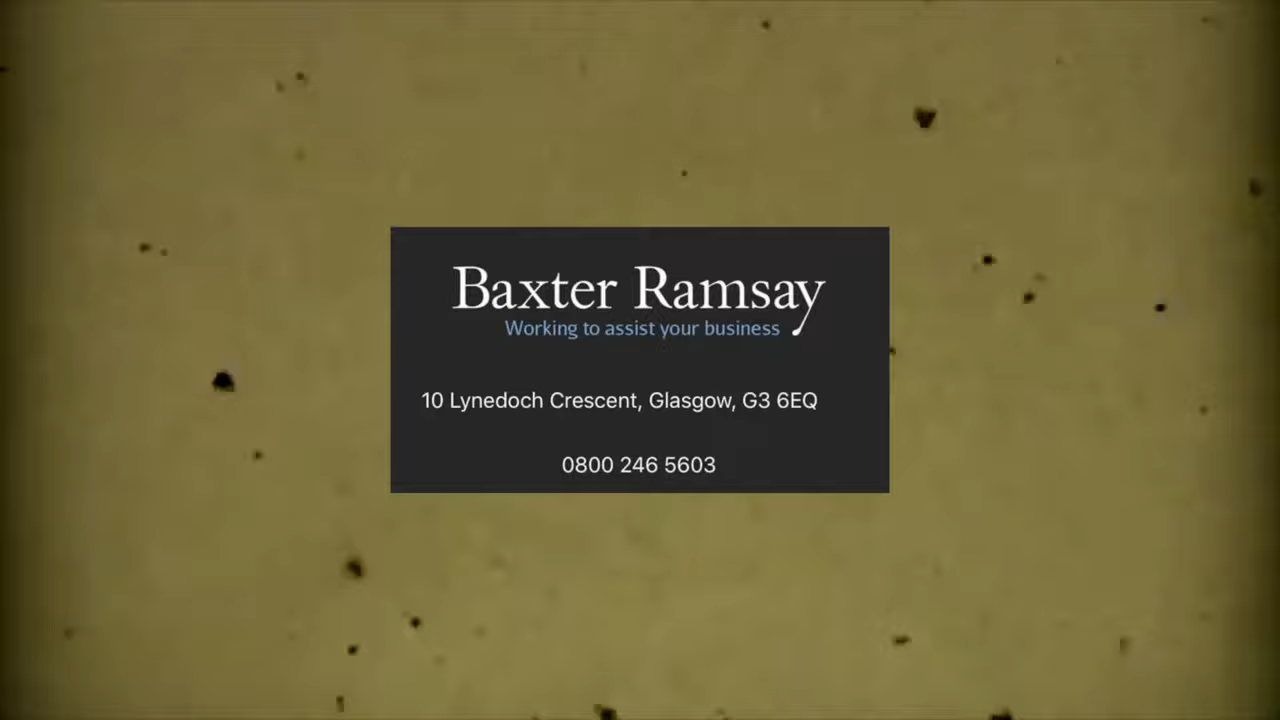 Baxter Ramsay
Working to assist your business
10 Lynedoch Crescent, Glasgow, G3 6EQ
0800 246 5603